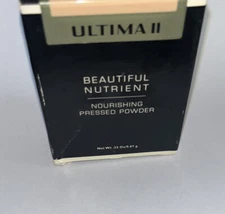 ULTIMA II
BEAUTIFUL
NUTRIENT
NOURISHING
PRESSED POWDER